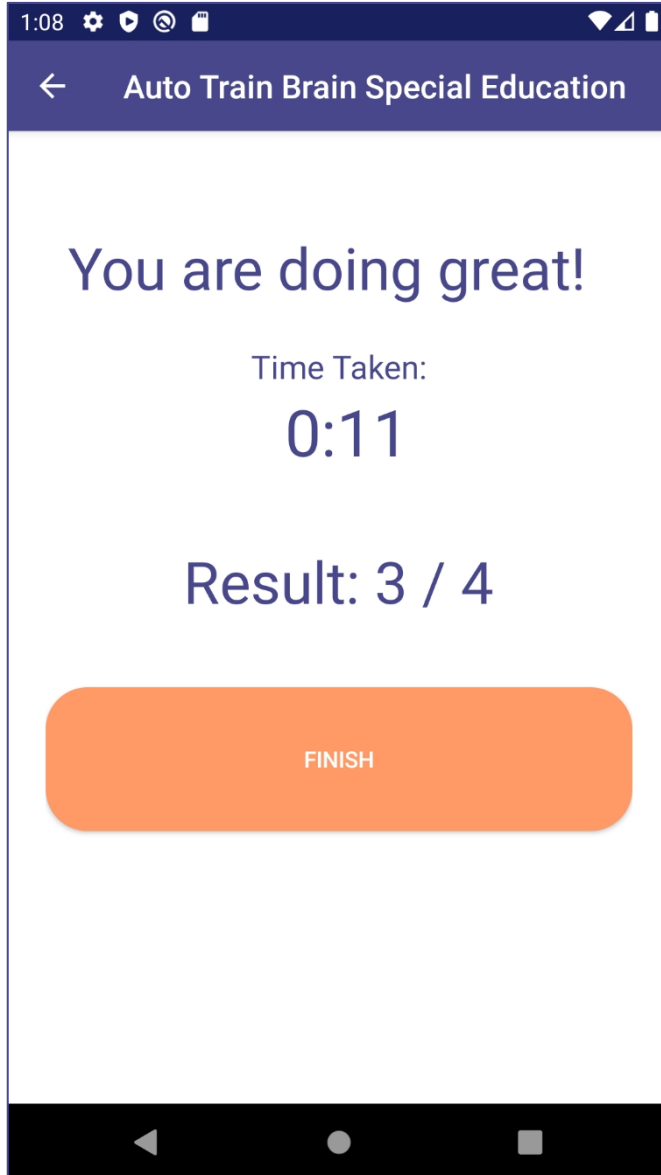 1:08
Auto Train Brain Special Education
You are doing great!
Time Taken:
0:11
Result: 3 / 4
FINISH